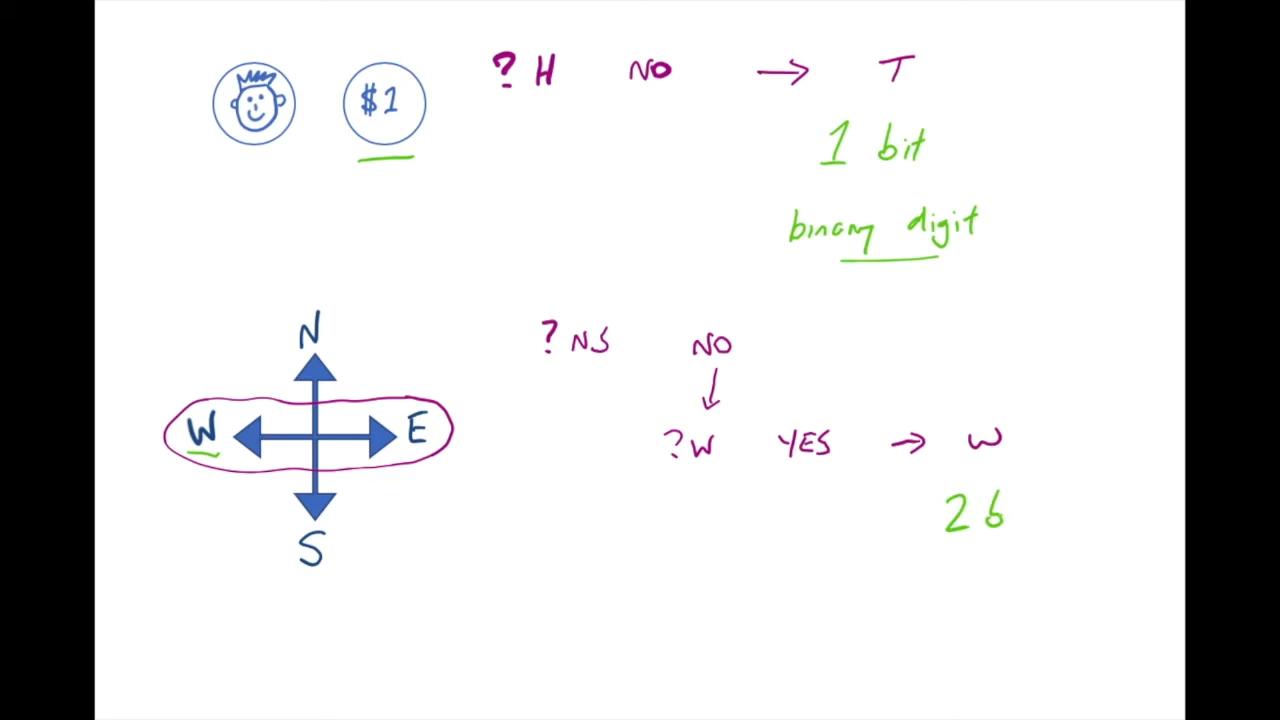 $1 ? H NO → T
1 bit
binary digit
N
? NS NO
W E
?W YES → W
2 b
S